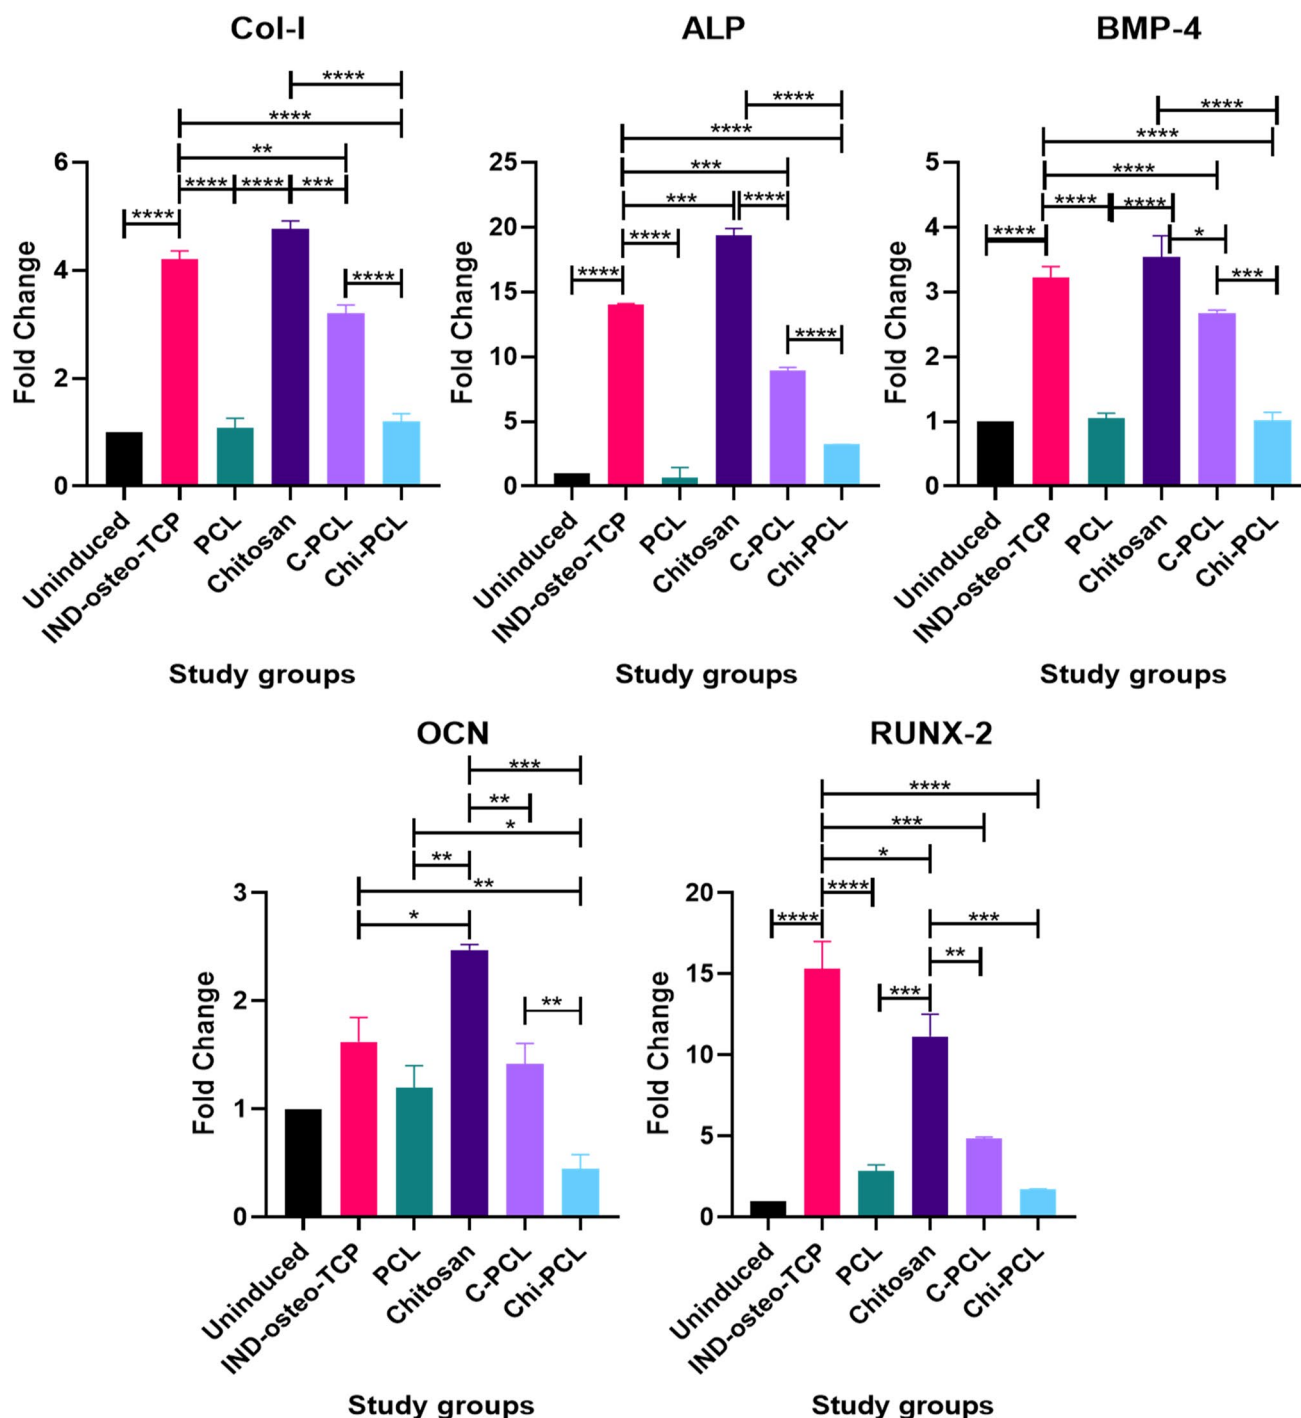 Col-I
****
****
**
****
****
***
****
****
6
4
2
0
Fold Change
Uninduced
IND-osteo-TCP
PCL
Chitosan
C-PCL
Chi-PCL
Study groups
ALP
****
****
***
***
****
****
****
****
25
20
15
10
5
0
Fold Change
Uninduced
IND-osteo-TCP
PCL
Chitosan
C-PCL
Chi-PCL
Study groups
BMP-4
****
****
****
****
****
****
*
***
5
4
3
2
1
0
Fold Change
Uninduced
IND-osteo-TCP
PCL
Chitosan
C-PCL
Chi-PCL
Study groups
OCN
***
**
*
**
**
*
**
3
2
1
0
Fold Change
Uninduced
IND-osteo-TCP
PCL
Chitosan
C-PCL
Chi-PCL
Study groups
RUNX-2
****
***
*
****
****
***
**
***
20
15
10
5
0
Fold Change
Uninduced
IND-osteo-TCP
PCL
Chitosan
C-PCL
Chi-PCL
Study groups